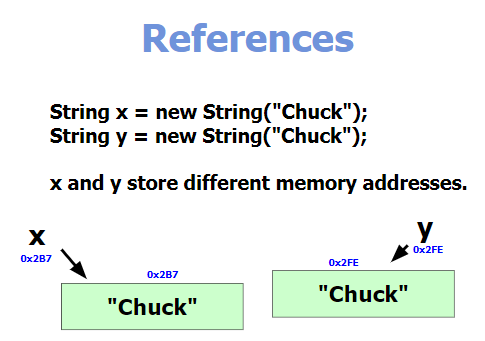 References
String x = new String("Chuck");
String y = new String("Chuck");
x and y store different memory addresses.
x
0x2B7
y
0x2FE
0x2B7
"Chuck"
0x2FE
"Chuck"